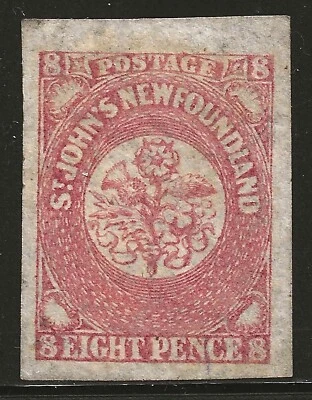 8 POSTAGE 8
ST. JOHN'S NEWFOUNDLAND
8 EIGHT PENCE 8